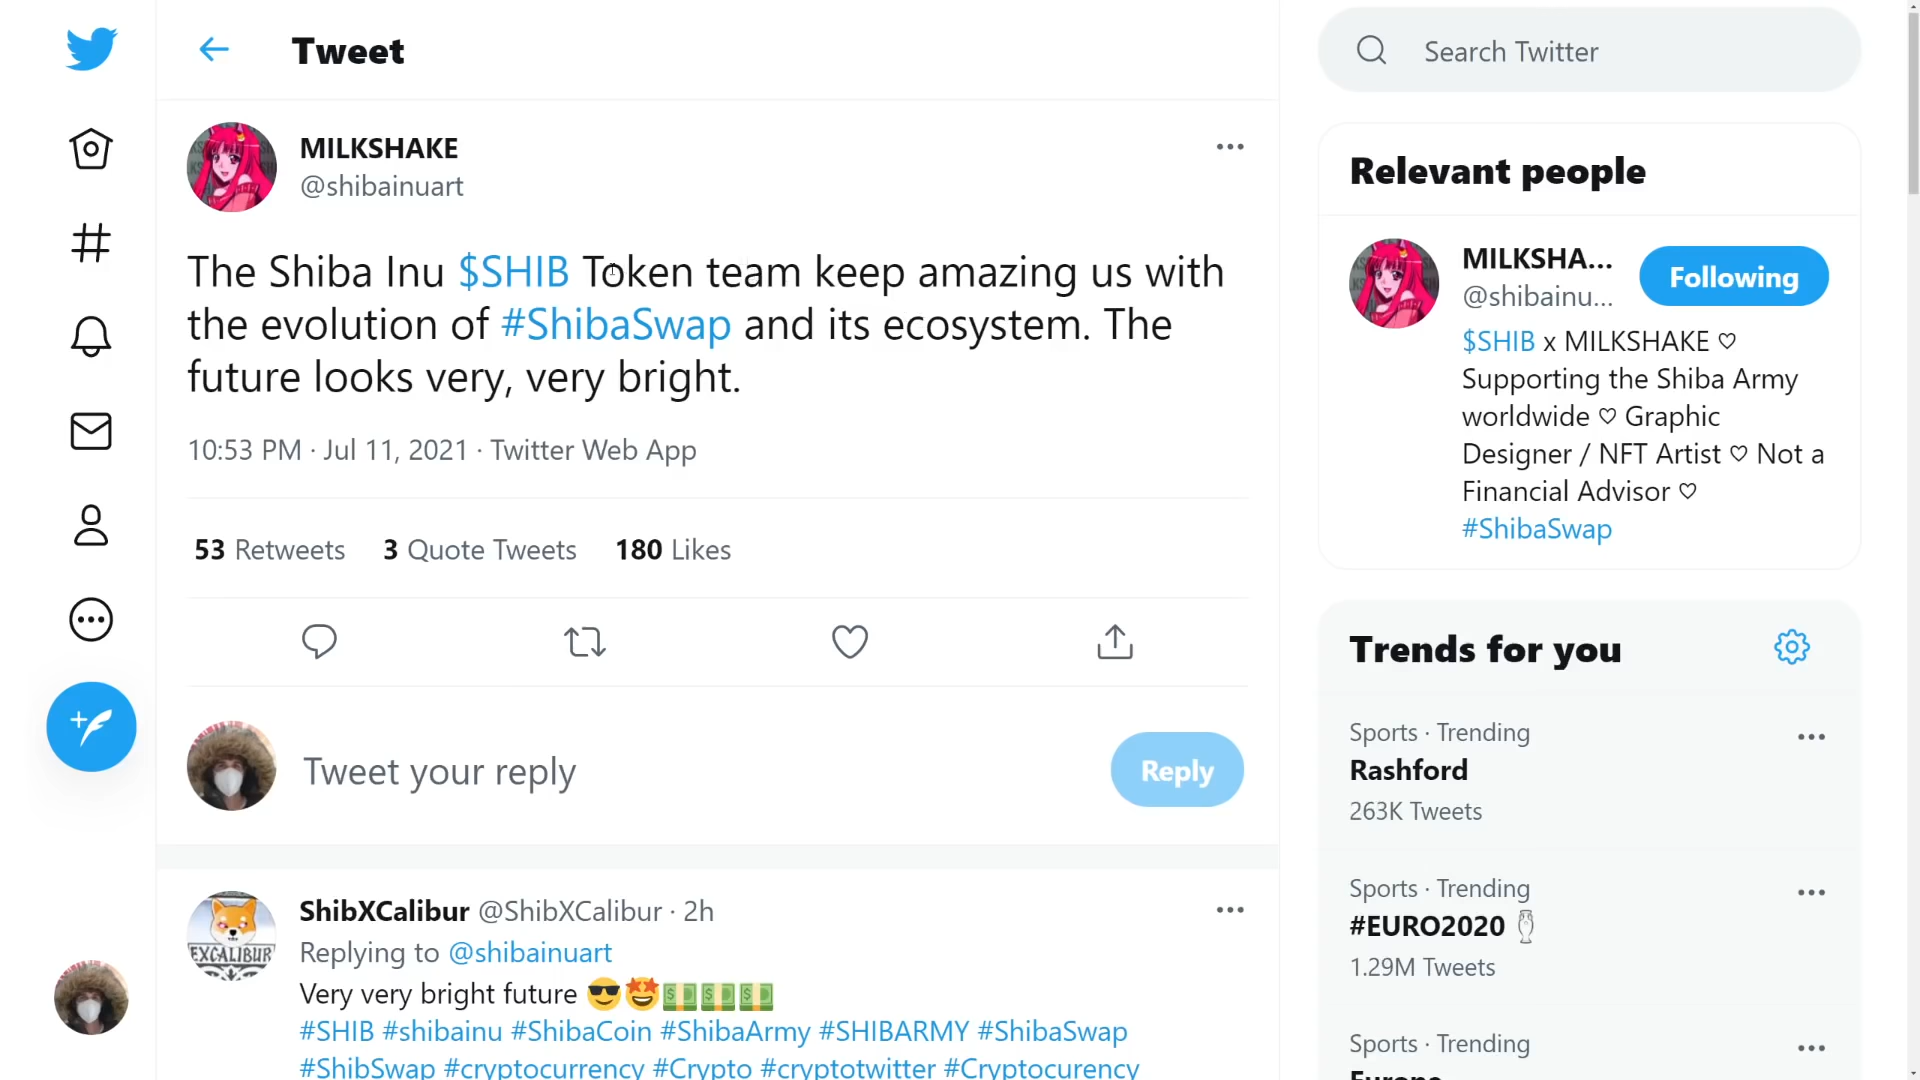 Tweet
MILKSHAKE
@shibainuart
The Shiba Inu $SHIB Token team keep amazing us with
the evolution of #ShibaSwap and its ecosystem. The
future looks very, very bright.
10:53 PM · Jul 11, 2021 · Twitter Web App
53 Retweets 3 Quote Tweets 180 Likes
Tweet your reply
Reply
ShibXCalibur @ShibXCalibur · 2h
Replying to @shibainuart
Very very bright future 😎🤩💵💵💵
#SHIB #shibainu #ShibaCoin #ShibaArmy #SHIBARMY #ShibaSwap
#ShibSwap #cryptocurrency #Crypto #cryptotwitter #Cryptocurency
EXCALIBUR
Search Twitter
Relevant people
MILKSHA...
@shibainu...
Following
$SHIB x MILKSHAKE ♡
Supporting the Shiba Army
worldwide ♡ Graphic
Designer / NFT Artist ♡ Not a
Financial Advisor ♡
#ShibaSwap
Trends for you
Sports · Trending
Rashford
263K Tweets
Sports · Trending
#EURO2020
1.29M Tweets
Sports · Trending